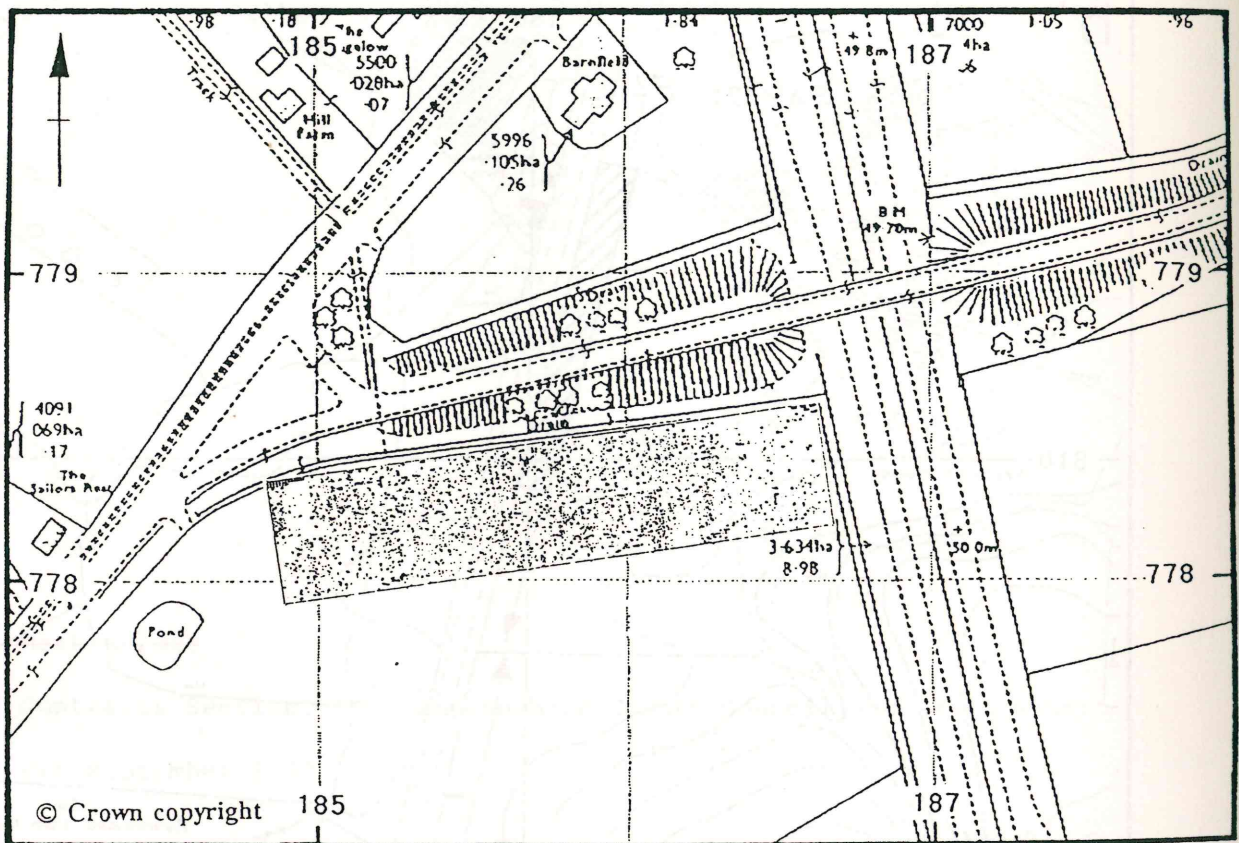 .98
.18
The
1.84
7000
1.05
.96
185
galow
5500
.028ha
.07
+ 49.8m
187
4ha
Barnfield
Track
Hill
Farm
5996
.105ha
.26
Drain
BM
49.70m
779
779
Drain
4091
069ha
.17
Drain
The
Sailors Rest
3.634ha
8.98
+ 50.0m
778
778
Pond
© Crown copyright
185
187